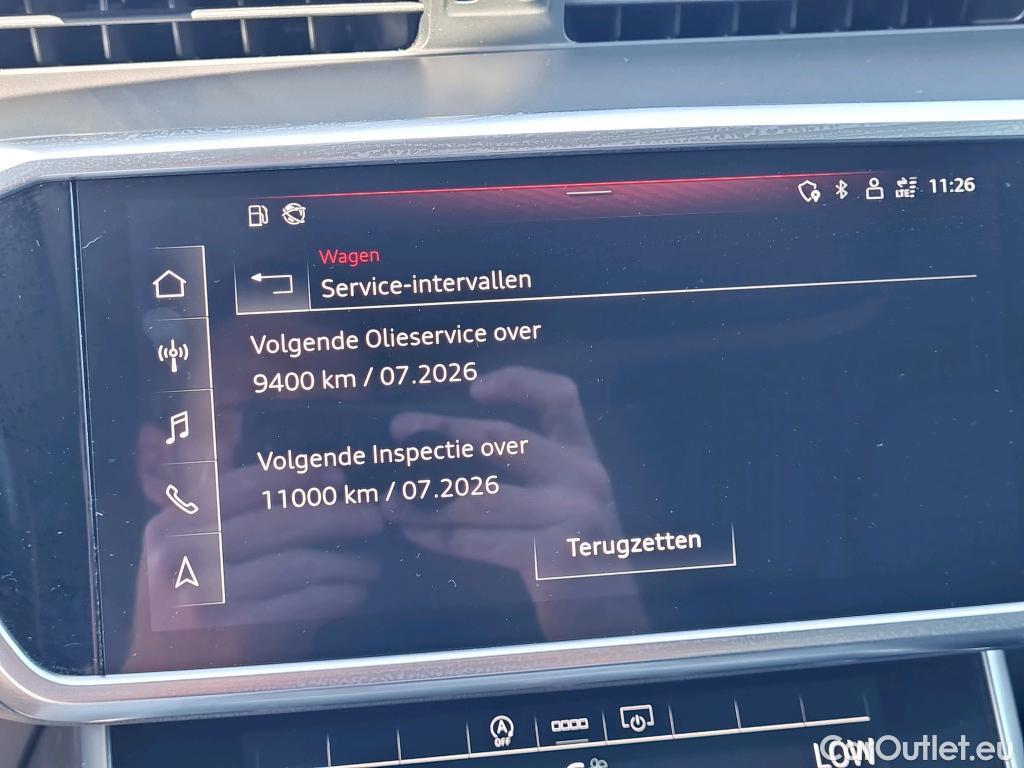 LTE 11:26
Wagen
Service-intervallen
Volgende Olieservice over
9400 km / 07.2026
Volgende Inspectie over
11000 km / 07.2026
Terugzetten
A
OFF
LOW
CarOutlet.eu